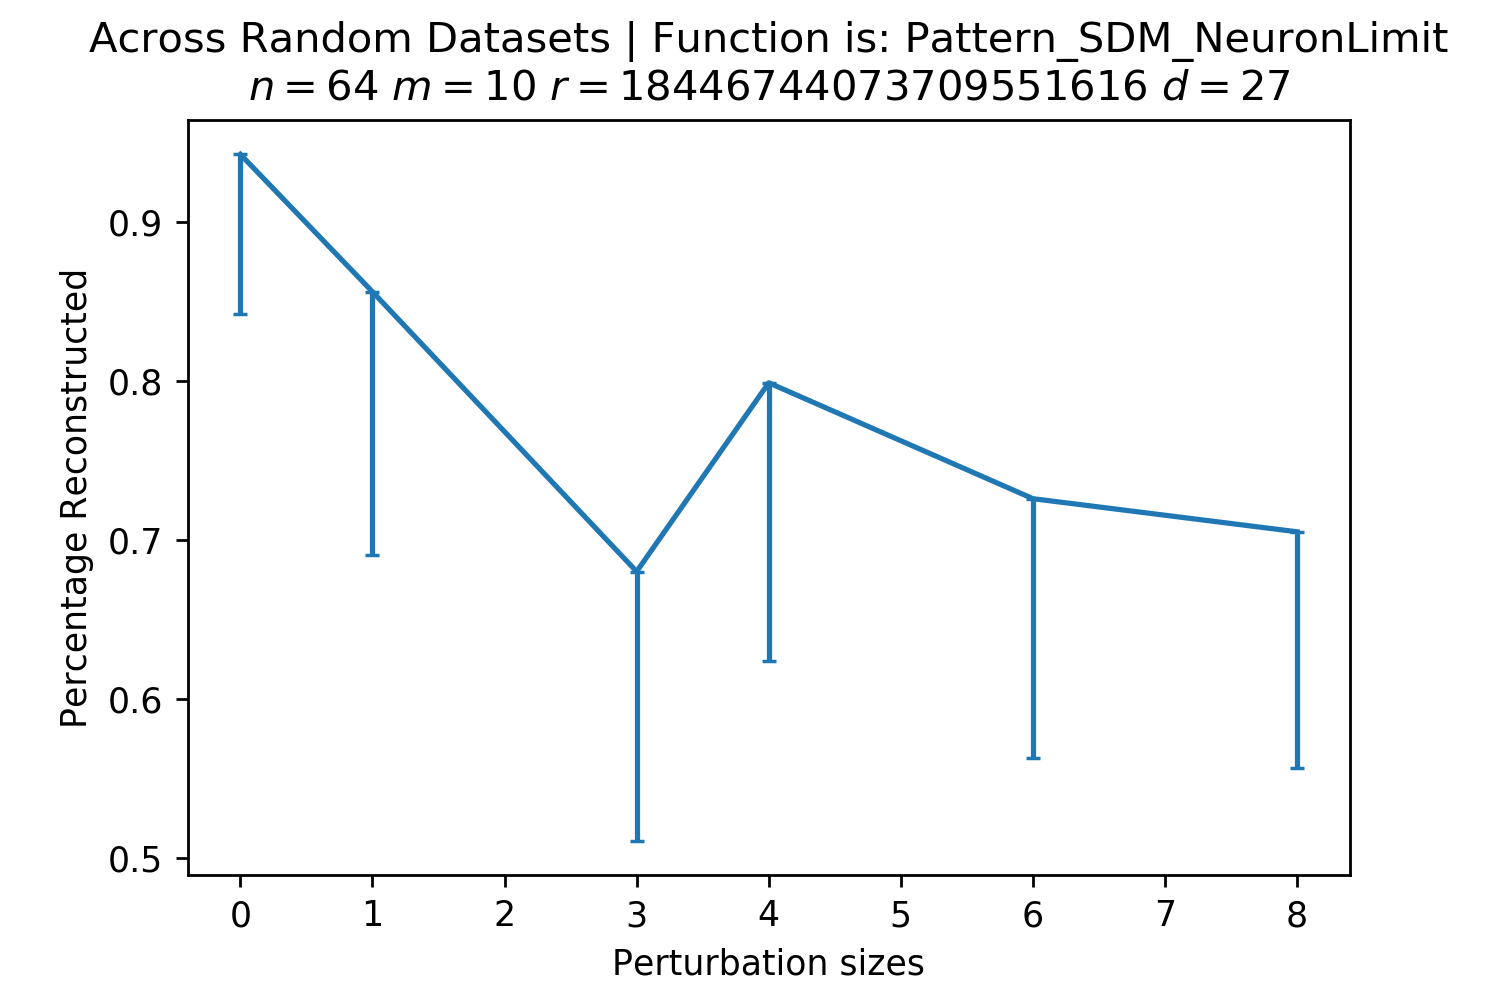 Across Random Datasets | Function is: Pattern_SDM_NeuronLimit
n = 64 m = 10 r = 18446744073709551616 d = 27
Percentage Reconstructed
0.9
0.8
0.7
0.6
0.5
0 1 2 3 4 5 6 7 8
Perturbation sizes